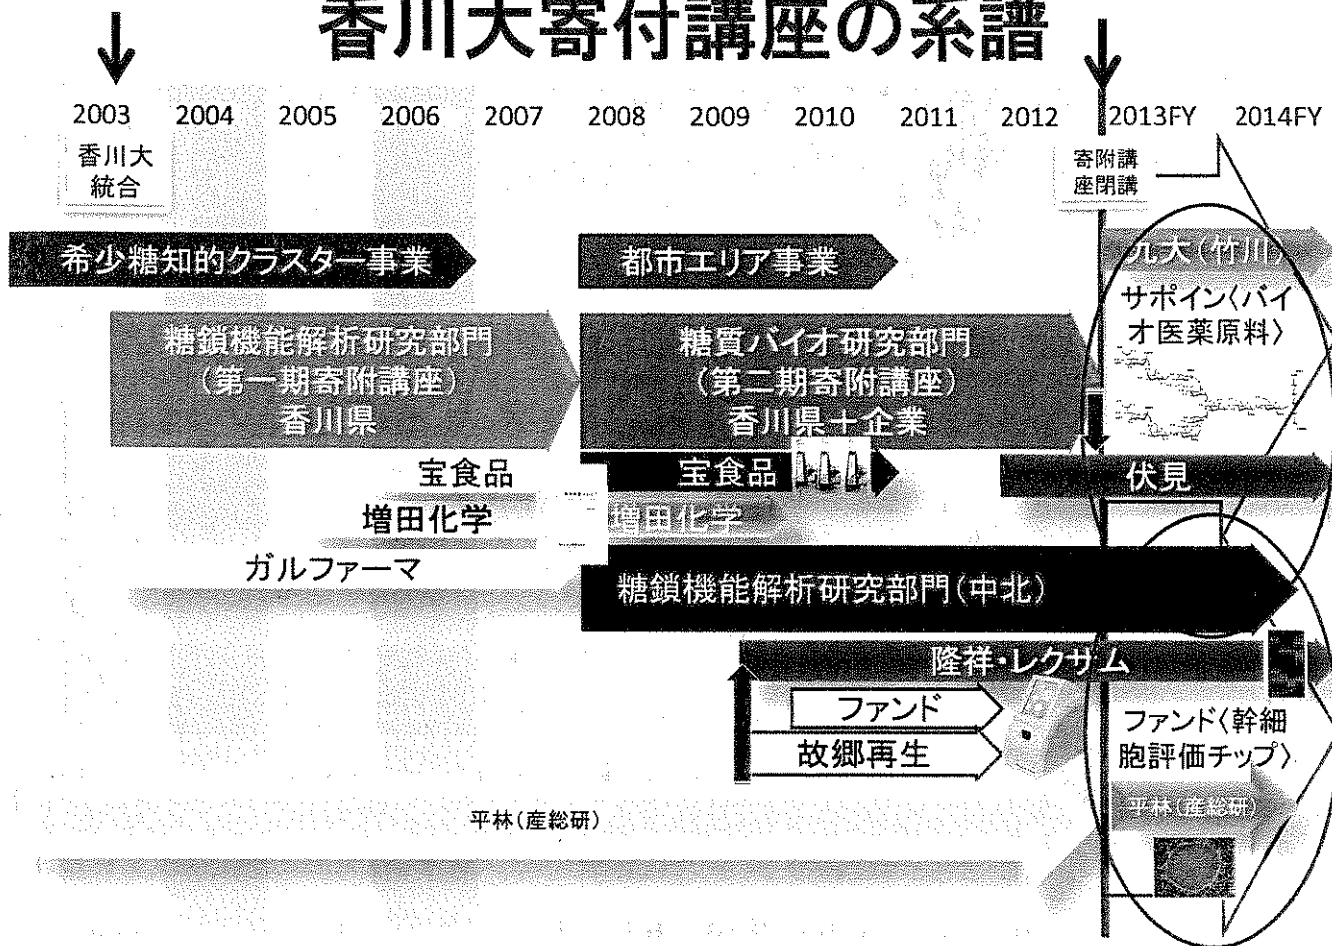 香川大寄付講座の系譜
2003 2004 2005 2006 2007 2008 2009 2010 2011 2012 2013FY 2014FY
香川大
統合
寄附講
座閉講
希少糖知的クラスター事業
都市エリア事業
九大(竹川)
サポイン〈バイ
オ医薬原料〉
糖鎖機能解析研究部門
(第一期寄附講座)
香川県
糖質バイオ研究部門
(第二期寄附講座)
香川県+企業
宝食品
宝食品
伏見
増田化学
増田化学
ガルファーマ
糖鎖機能解析研究部門(中北)
隆祥・レクザム
ファンド
故郷再生
ファンド〈幹細
胞評価チップ〉
平林(産総研)
平林(産総研)